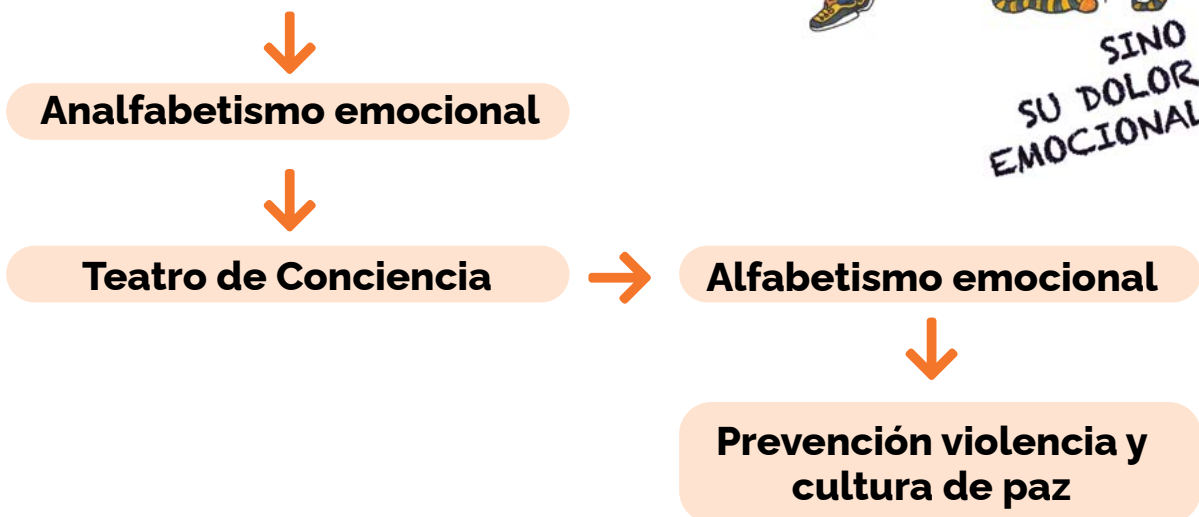 SINO
SU DOLOR
EMOCIONAL
Analfabetismo emocional
Teatro de Conciencia
Alfabetismo emocional
Prevención violencia y
cultura de paz